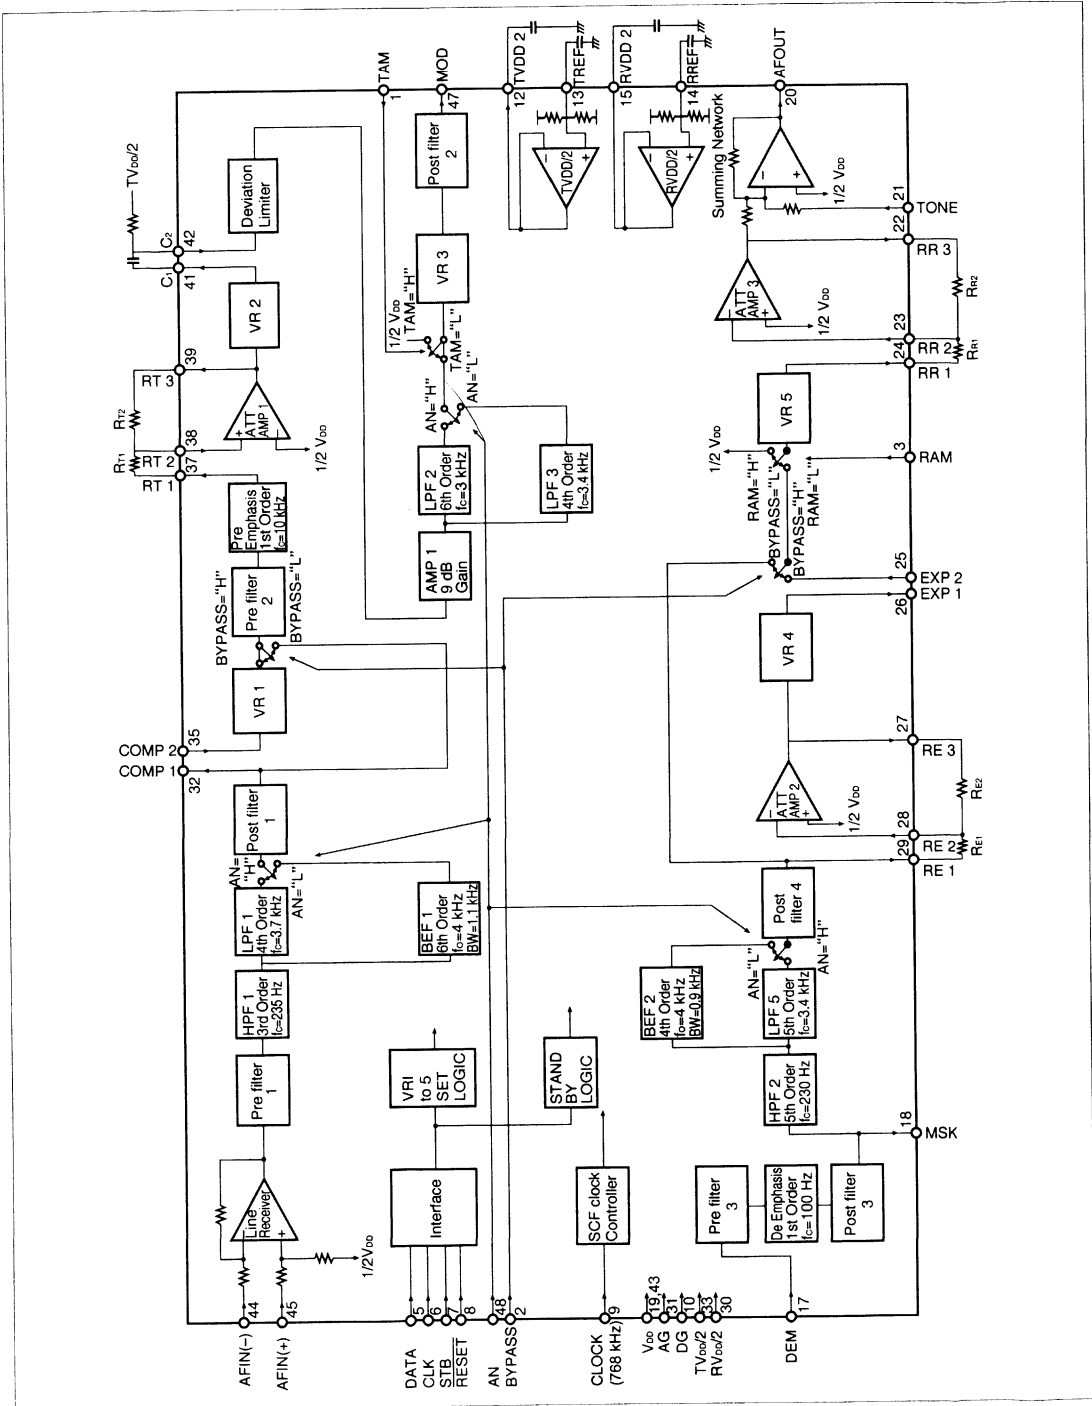 AFIN(−)
44
AFIN(+)
45
Line
Receiver
1/2VDD
Pre filter
1
HPF 1
3rd Order
fc=235 Hz
LPF 1
4th Order
fc=3.7 kHz
BEF 1
6th Order
fo=4 kHz
BW=1.1 kHz
AN=
"H"
AN="L"
Post filter
1
COMP 1
32
COMP 2
35
VR 1
BYPASS="H"
BYPASS="L"
Pre filter
2
Pre
Emphasis
1st Order
fc=10 kHz
RT 1
37
RT 2
38
RT 3
39
RT1
RT2
ATT
AMP 1
+
−
1/2 VDD
VR 2
C1
41
C2
42
TVDD/2
Deviation
Limiter
AMP 1
9 dB
Gain
LPF 2
6th Order
fc=3 kHz
LPF 3
4th Order
fc=3.4 kHz
AN="H"
AN="L"
1/2 VDD
TAM="H"
TAM="L"
VR 3
Post filter
2
TAM
1
MOD
47
TVDD 2
12
TREF
13
TVDD/2
−
+
RVDD 2
15
RREF
14
RVDD/2
−
+
DATA
5
CLK
6
STB
7
RESET
8
AN
48
BYPASS
2
Interface
VRI
to 5
SET
LOGIC
STAND
BY
LOGIC
CLOCK
(768 kHz)
9
SCF clock
Controller
VDD
19,43
AG
31
DG
10
TVDD/2
33
RVDD/2
30
DEM
17
Pre filter
3
De Emphasis
1st Order
fc=100 Hz
Post filter
3
MSK
18
HPF 2
5th Order
fc=230 Hz
LPF 5
5th Order
fc=3.4 kHz
BEF 2
4th Order
fo=4 kHz
BW=0.9 kHz
AN="L"
AN="H"
Post
filter 4
RE 1
29
RE 2
28
RE 3
27
RE1
RE2
ATT
AMP 2
−
+
1/2 VDD
VR 4
EXP 1
26
EXP 2
25
BYPASS="L"
BYPASS="H"
RAM="H"
RAM="L"
1/2 VDD
RAM
3
VR 5
RR 1
24
RR 2
23
RR 3
22
RR1
RR2
ATT
AMP 3
−
+
1/2 VDD
Summing Network
−
+
1/2 VDD
TONE
21
AFOUT
20